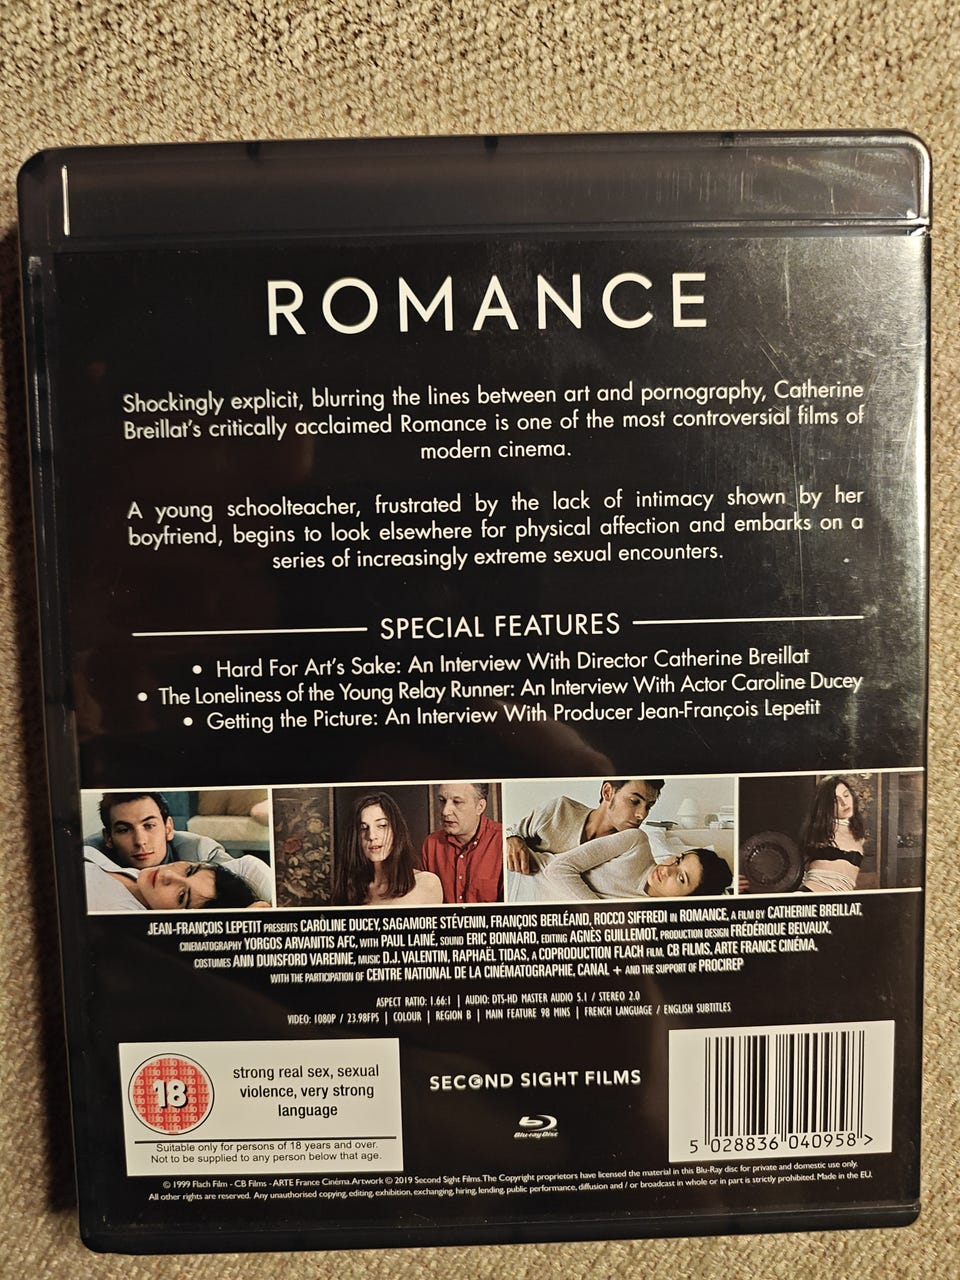 ROMANCE
Shockingly explicit, blurring the lines between art and pornography, Catherine
Breillat's critically acclaimed Romance is one of the most controversial films of
modern cinema.
A young schoolteacher, frustrated by the lack of intimacy shown by her
boyfriend, begins to look elsewhere for physical affection and embarks on a
series of increasingly extreme sexual encounters.
SPECIAL FEATURES
• Hard For Art's Sake: An Interview With Director Catherine Breillat
• The Loneliness of the Young Relay Runner: An Interview With Actor Caroline Ducey
• Getting the Picture: An Interview With Producer Jean-François Lepetit
JEAN-FRANÇOIS LEPETIT PRESENTS CAROLINE DUCEY, SAGAMORE STÉVENIN, FRANÇOIS BERLÉAND, ROCCO SIFFREDI IN ROMANCE, A FILM BY CATHERINE BREILLAT,
CINEMATOGRAPHY YORGOS ARVANITIS AFC, WITH PAUL LAINÉ, SOUND ERIC BONNARD, EDITING AGNÈS GUILLEMOT, PRODUCTION DESIGN FRÉDÉRIQUE BELVAUX,
COSTUMES ANN DUNSFORD VARENNE, MUSIC D.J. VALENTIN, RAPHAËL TIDAS, A COPRODUCTION FLACH FILM, CB FILMS, ARTE FRANCE CINÉMA,
WITH THE PARTICIPATION OF CENTRE NATIONAL DE LA CINÉMATOGRAPHIE, CANAL + AND THE SUPPORT OF PROCIREP
ASPECT RATIO: 1.66:1 | AUDIO: DTS-HD MASTER AUDIO 5.1 / STEREO 2.0
VIDEO: 1080P / 23.98FPS | COLOUR | REGION B | MAIN FEATURE 98 MINS | FRENCH LANGUAGE / ENGLISH SUBTITLES
18
strong real sex, sexual
violence, very strong
language
Suitable only for persons of 18 years and over.
Not to be supplied to any person below that age.
SECOND SIGHT FILMS
Blu-ray Disc
5 028836 040958 >
© 1999 Flach Film - CB Films - ARTE France Cinéma. Artwork © 2019 Second Sight Films. The Copyright proprietors have licensed the material in this Blu-Ray disc for private and domestic use only.
All other rights are reserved. Any unauthorised copying, editing, exhibition, exchanging, hiring, lending, public performance, diffusion and / or broadcast in whole or in part is strictly prohibited. Made in the EU.